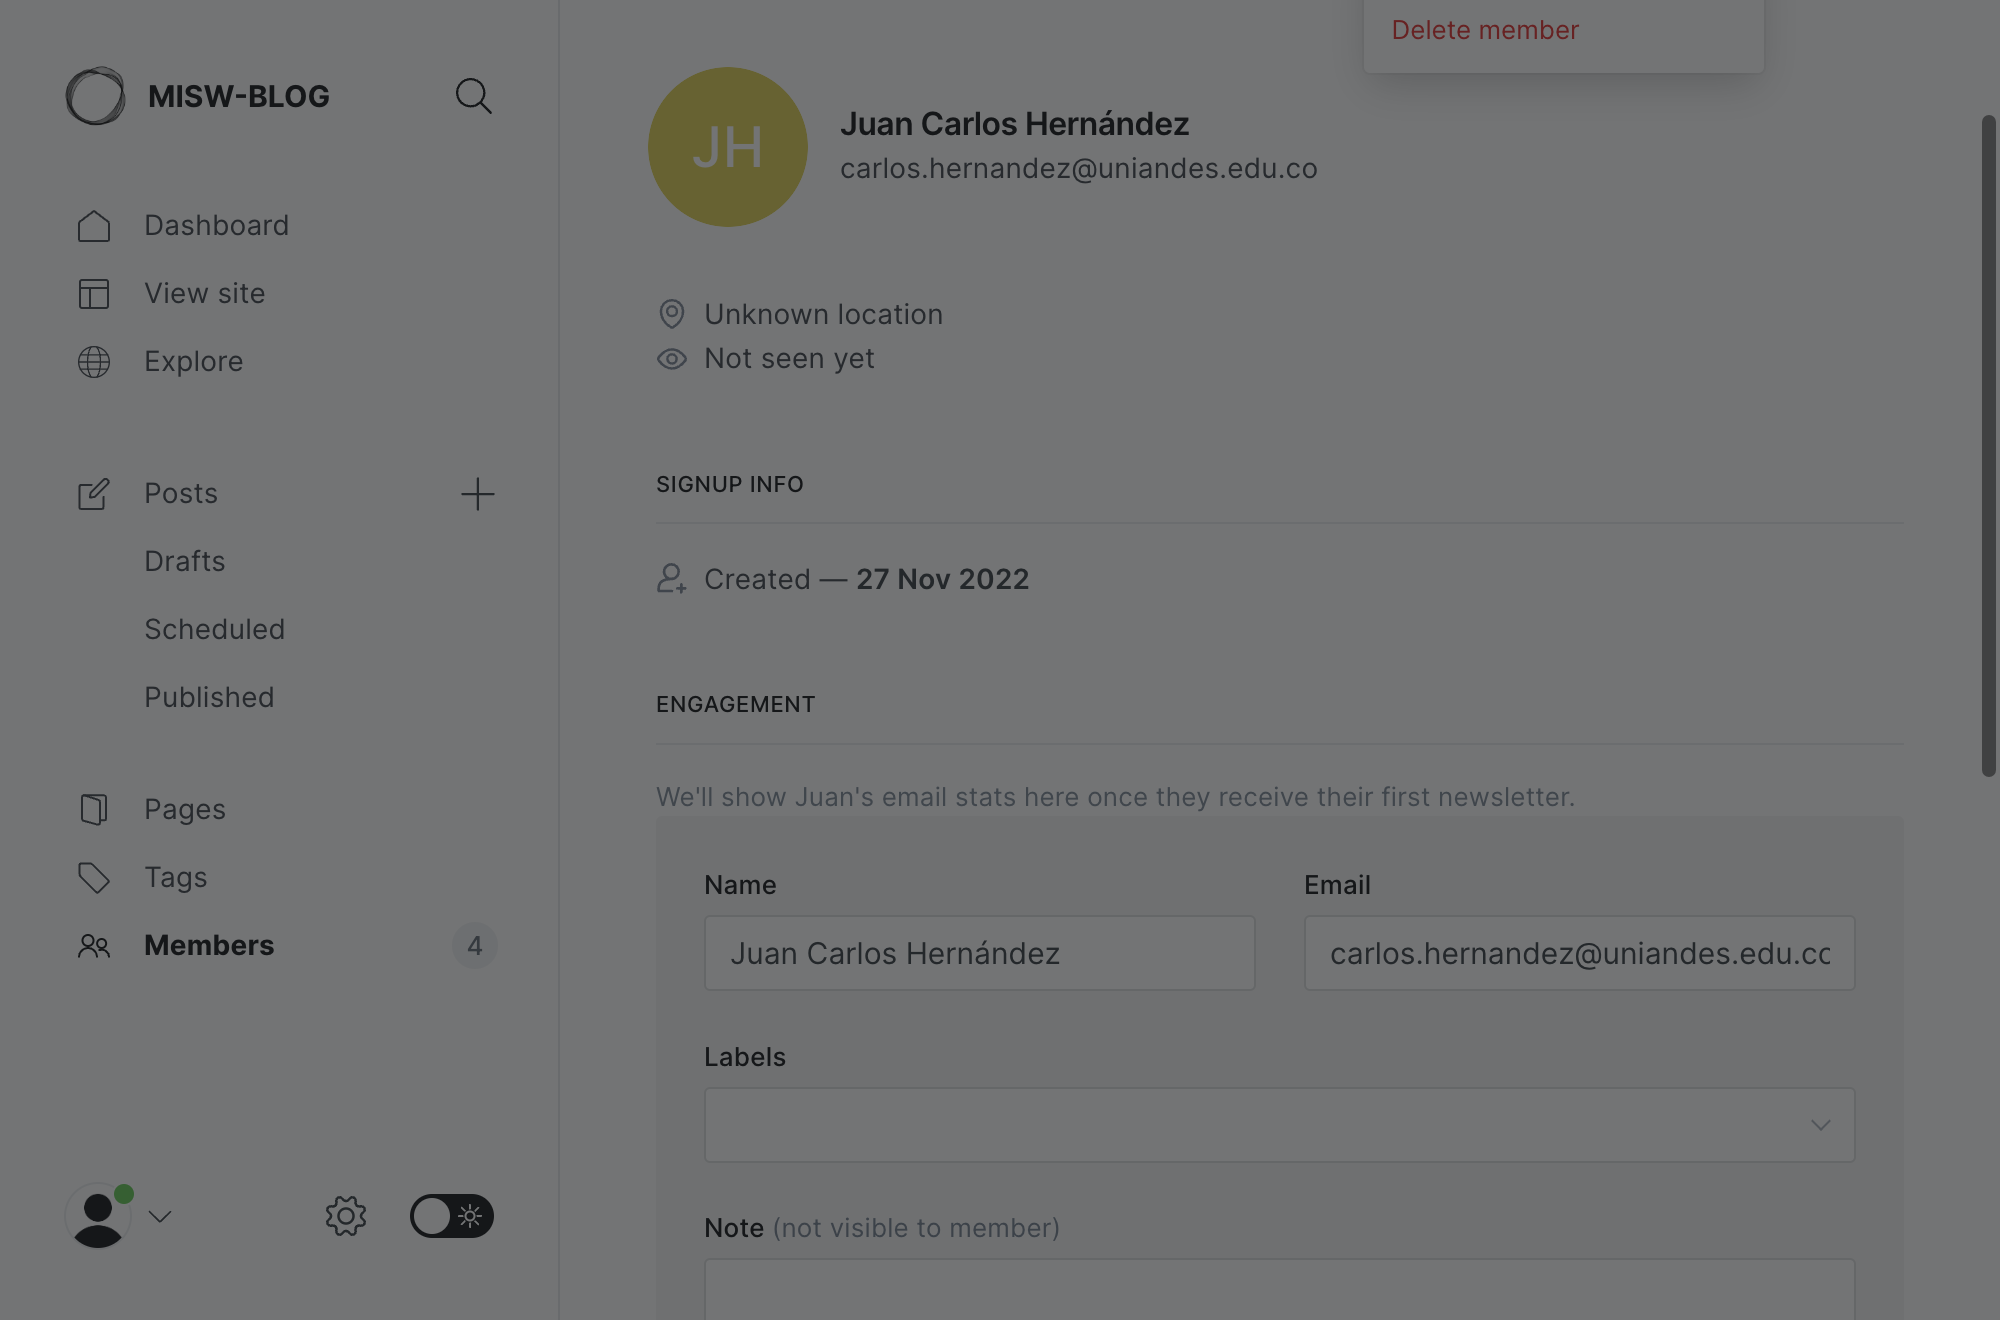 MISW-BLOG
Dashboard
View site
Explore
Posts
Drafts
Scheduled
Published
Pages
Tags
Members 4
Delete member
JH
Juan Carlos Hernández
carlos.hernandez@uniandes.edu.co
Unknown location
Not seen yet
SIGNUP INFO
Created — 27 Nov 2022
ENGAGEMENT
We'll show Juan's email stats here once they receive their first newsletter.
Name
Juan Carlos Hernández
Email
carlos.hernandez@uniandes.edu.cc
Labels
Note (not visible to member)